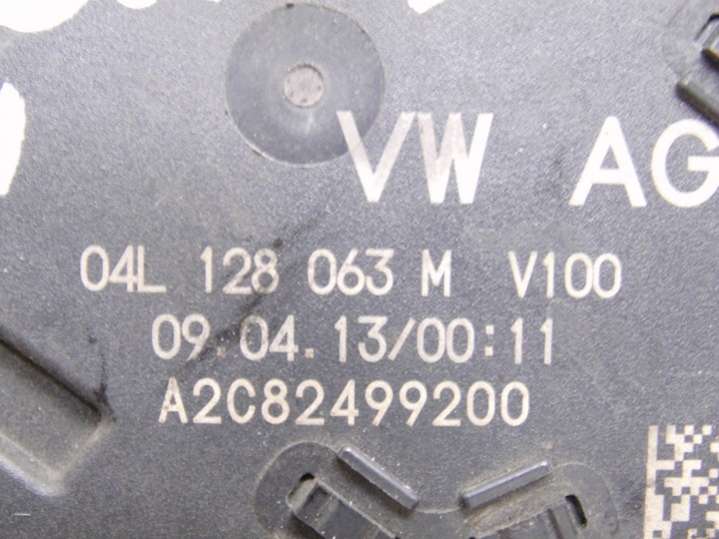 VW AG
04L 128 063 M V100
09.04.13/00:11
A2C82499200